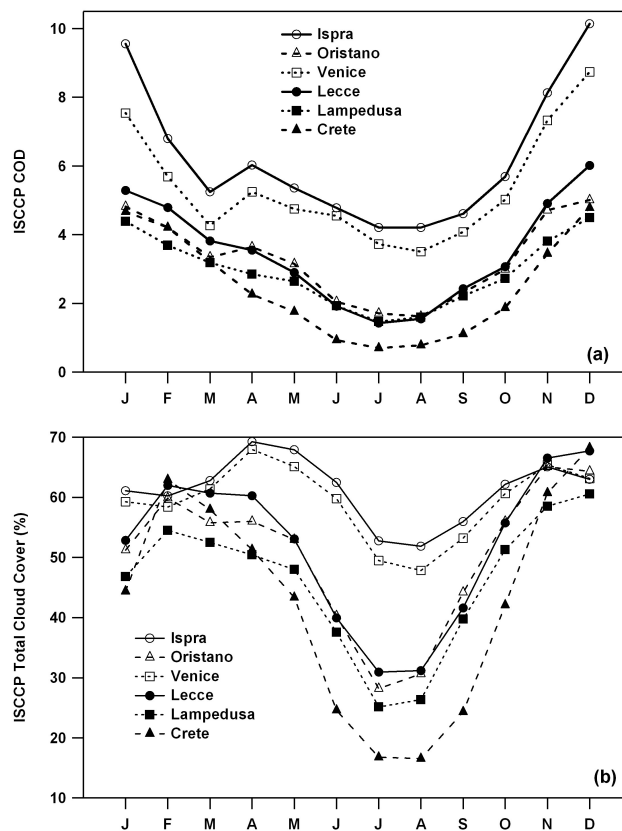 10
8
6
4
2
0
ISCCP COD
Ispra
Oristano
Venice
Lecce
Lampedusa
Crete
(a)
J F M A M J J A S O N D
70
60
50
40
30
20
10
ISCCP Total Cloud Cover (%)
Ispra
Oristano
Venice
Lecce
Lampedusa
Crete
(b)
J F M A M J J A S O N D